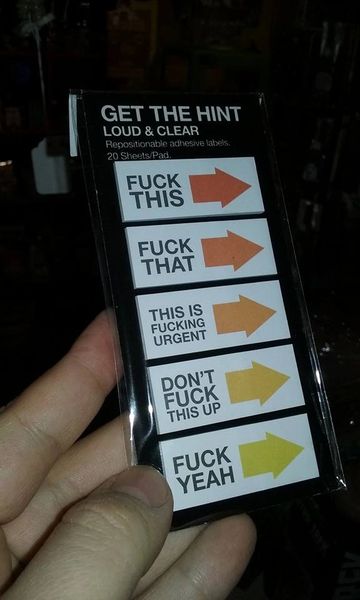 GET THE HINT
LOUD & CLEAR
Repositionable adhesive labels.
20 Sheets/Pad.
FUCK
THIS
FUCK
THAT
THIS IS
FUCKING
URGENT
DON'T
FUCK
THIS UP
FUCK
YEAH